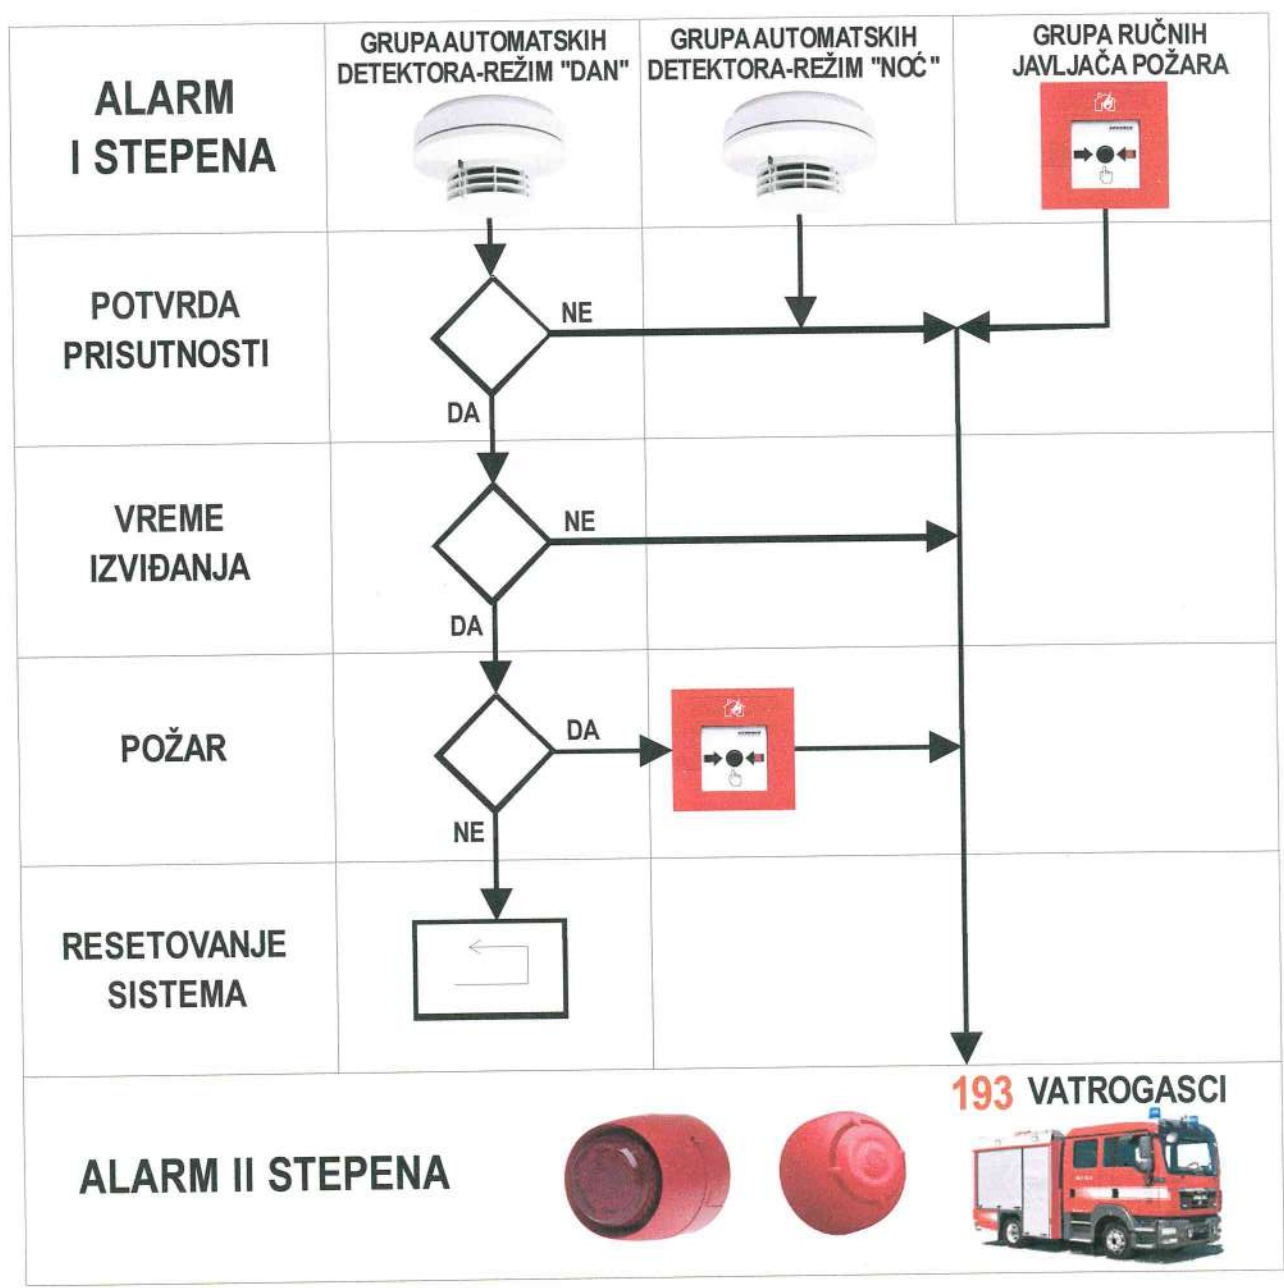 ALARM
I STEPENA
GRUPA AUTOMATSKIH
DETEKTORA-REŽIM "DAN"
GRUPA AUTOMATSKIH
DETEKTORA-REŽIM "NOĆ"
GRUPA RUČNIH
JAVLJAČA POŽARA
POTVRDA
PRISUTNOSTI
NE
DA
VREME
IZVIĐANJA
NE
DA
POŽAR
DA
NE
RESETOVANJE
SISTEMA
193 VATROGASCI
ALARM II STEPENA